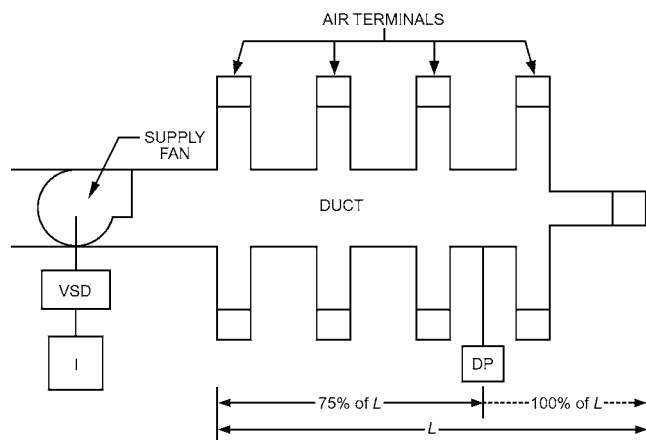 AIR TERMINALS
SUPPLY
FAN
DUCT
VSD
I
DP
75% of L
100% of L
L